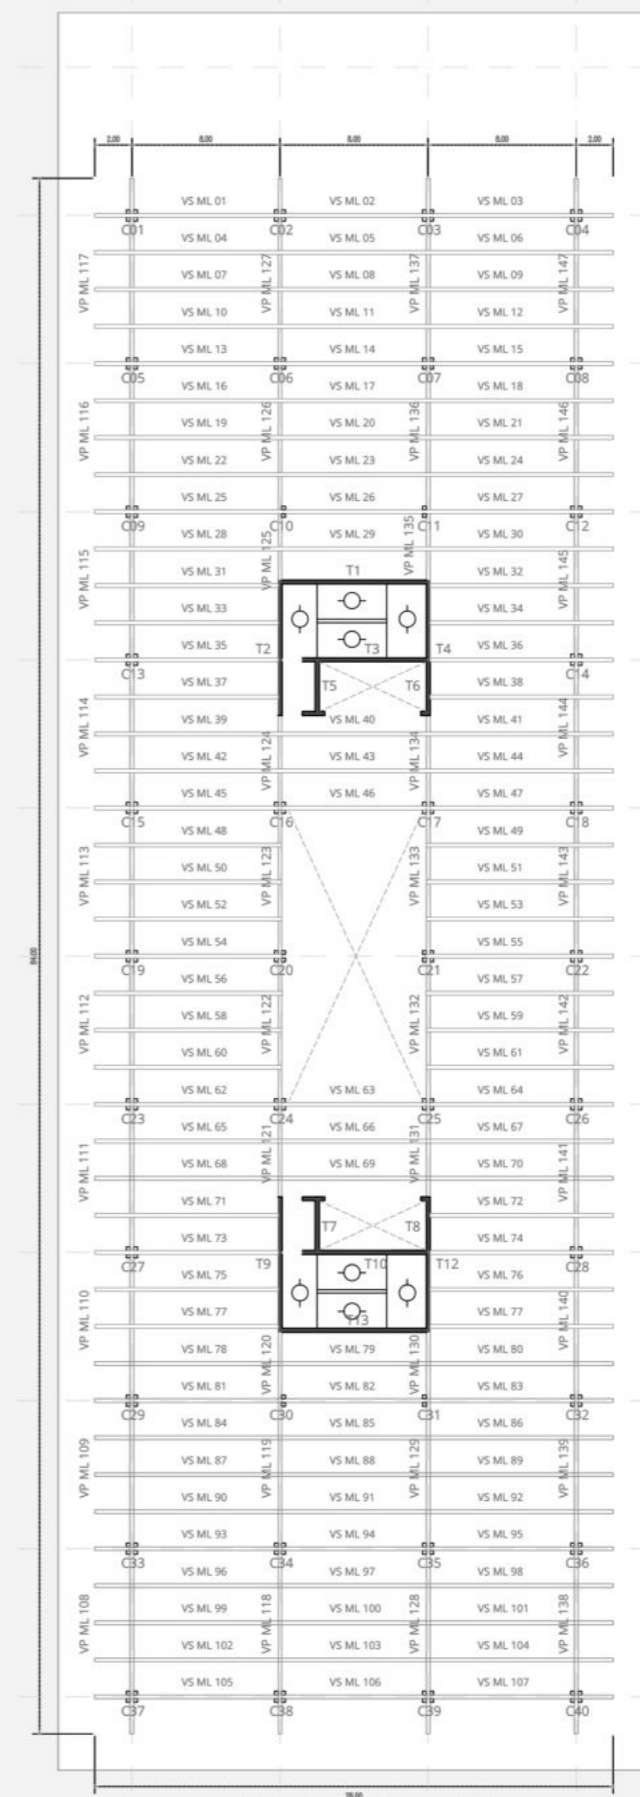 2.00 8.00 8.00 8.00 2.00
VS ML 01 VS ML 02 VS ML 03
C01 C02 C03 C04
VS ML 04 VS ML 05 VS ML 06
VP ML 117 VP ML 127 VP ML 137 VP ML 147
VS ML 07 VS ML 08 VS ML 09
VS ML 10 VS ML 11 VS ML 12
VS ML 13 VS ML 14 VS ML 15
C05 C06 C07 C08
VS ML 16 VS ML 17 VS ML 18
VP ML 116 VP ML 126 VP ML 136 VP ML 146
VS ML 19 VS ML 20 VS ML 21
VS ML 22 VS ML 23 VS ML 24
VS ML 25 VS ML 26 VS ML 27
C09 C10 C11 C12
VS ML 28 VS ML 29 VS ML 30
VP ML 115 VP ML 125 VP ML 135 VP ML 145
VS ML 31 T1 VS ML 32
VS ML 33 VS ML 34
VS ML 35 T2 T3 T4 VS ML 36
C13 C14
VS ML 37 T5 T6 VS ML 38
VP ML 114 VP ML 124 VP ML 134 VP ML 144
VS ML 39 VS ML 40 VS ML 41
VS ML 42 VS ML 43 VS ML 44
VS ML 45 VS ML 46 VS ML 47
C15 C16 C17 C18
VS ML 48 VS ML 49
VP ML 113 VP ML 123 VP ML 133 VP ML 143
VS ML 50 VS ML 51
VS ML 52 VS ML 53
VS ML 54 VS ML 55
84.00
C19 C20 C21 C22
VS ML 56 VS ML 57
VP ML 112 VP ML 122 VP ML 132 VP ML 142
VS ML 58 VS ML 59
VS ML 60 VS ML 61
VS ML 62 VS ML 63 VS ML 64
C23 C24 C25 C26
VS ML 65 VS ML 66 VS ML 67
VP ML 111 VP ML 121 VP ML 131 VP ML 141
VS ML 68 VS ML 69 VS ML 70
VS ML 71 VS ML 72
T7 T8
VS ML 73 VS ML 74
C27 T9 T10 T12 C28
VS ML 75 VS ML 76
VP ML 110 VP ML 120 VP ML 130 VP ML 140
VS ML 77 T13 VS ML 77
VS ML 78 VS ML 79 VS ML 80
VS ML 81 VS ML 82 VS ML 83
C29 C30 C31 C32
VS ML 84 VS ML 85 VS ML 86
VP ML 109 VP ML 119 VP ML 129 VP ML 139
VS ML 87 VS ML 88 VS ML 89
VS ML 90 VS ML 91 VS ML 92
VS ML 93 VS ML 94 VS ML 95
C33 C34 C35 C36
VS ML 96 VS ML 97 VS ML 98
VP ML 108 VP ML 118 VP ML 128 VP ML 138
VS ML 99 VS ML 100 VS ML 101
VS ML 102 VS ML 103 VS ML 104
VS ML 105 VS ML 106 VS ML 107
C37 C38 C39 C40
28.00